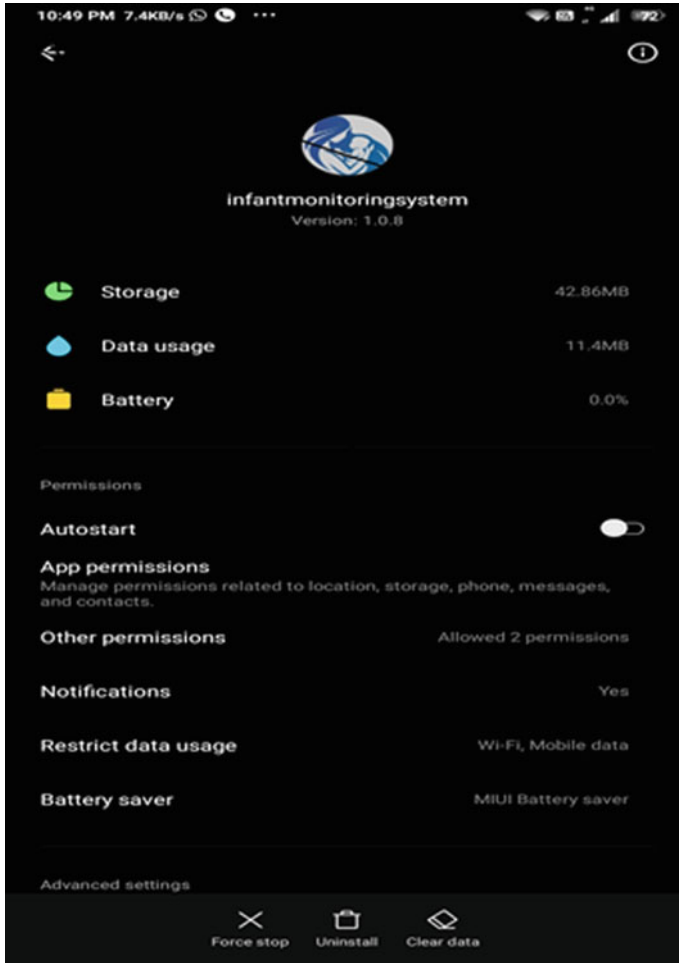 10:49 PM 7.4KB/s ··· 72
infantmonitoringsystem
Version: 1.0.8
Storage 42.86MB
Data usage 11.4MB
Battery 0.0%
Permissions
Autostart
App permissions
Manage permissions related to location, storage, phone, messages,
and contacts.
Other permissions Allowed 2 permissions
Notifications Yes
Restrict data usage Wi-Fi, Mobile data
Battery saver MIUI Battery saver
Advanced settings
Force stop Uninstall Clear data